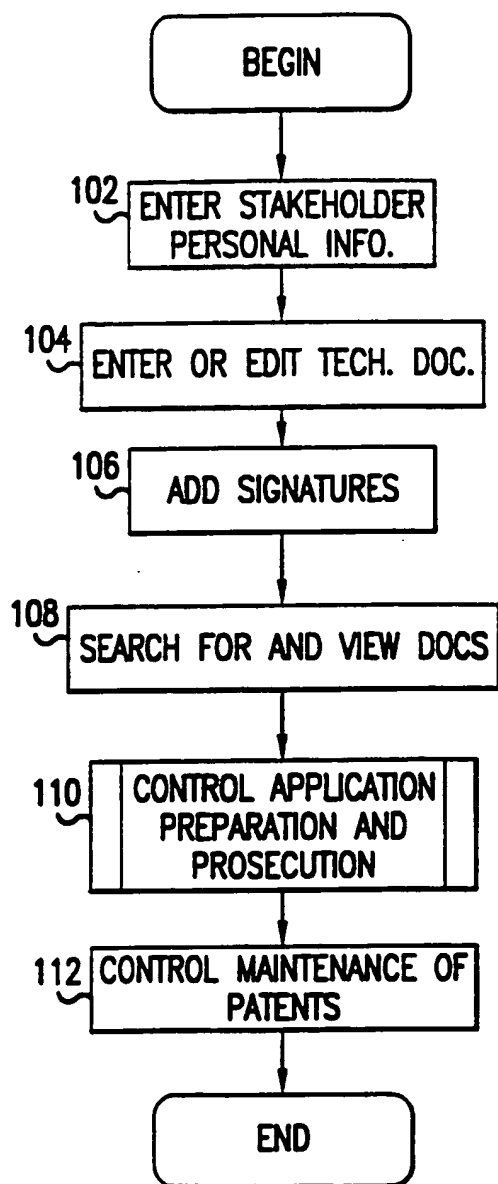 BEGIN
102
ENTER STAKEHOLDER
PERSONAL INFO.
104
ENTER OR EDIT TECH. DOC.
106
ADD SIGNATURES
108
SEARCH FOR AND VIEW DOCS
110
CONTROL APPLICATION
PREPARATION AND
PROSECUTION
112
CONTROL MAINTENANCE OF
PATENTS
END